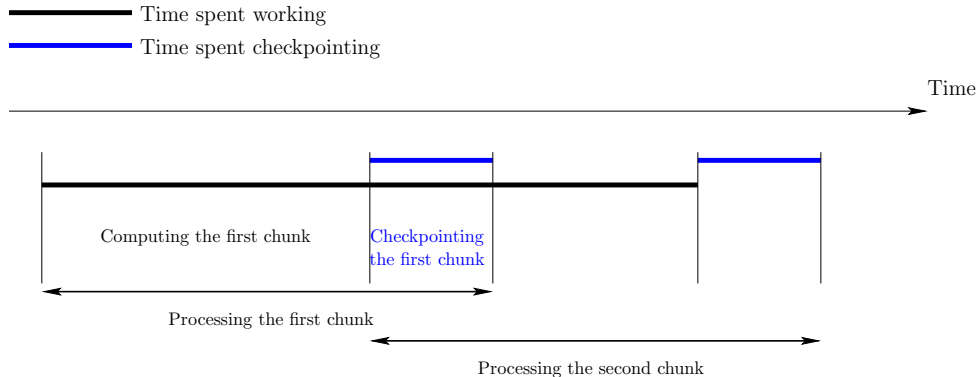 Time spent working
Time spent checkpointing
Time
Computing the first chunk
Checkpointing
the first chunk
Processing the first chunk
Processing the second chunk